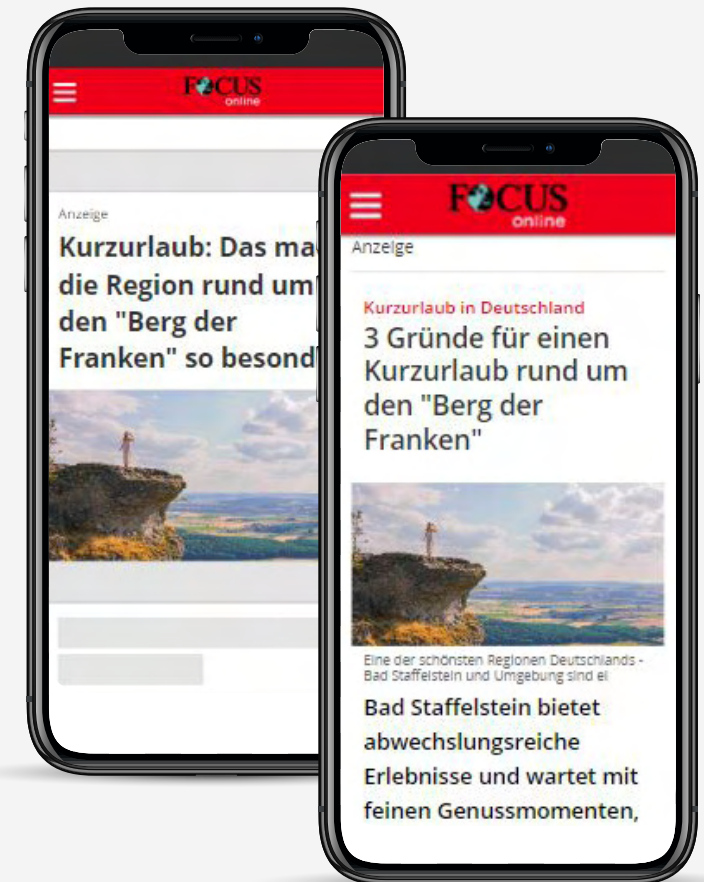 FOCUS
online
Anzeige
Kurzurlaub: Das ma
die Region rund um
den "Berg der
Franken" so besond
FOCUS
online
Anzeige
Kurzurlaub in Deutschland
3 Gründe für einen
Kurzurlaub rund um
den "Berg der
Franken"
Eine der schönsten Regionen Deutschlands -
Bad Staffelstein und Umgebung sind ei
Bad Staffelstein bietet
abwechslungsreiche
Erlebnisse und wartet mit
feinen Genussmomenten,